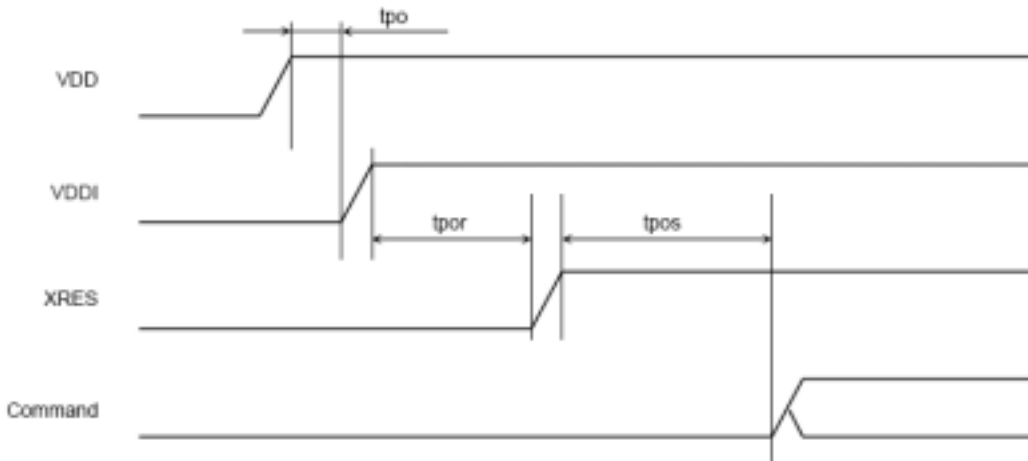 tpo
VDD
VDDI
tpor
tpos
XRES
Command